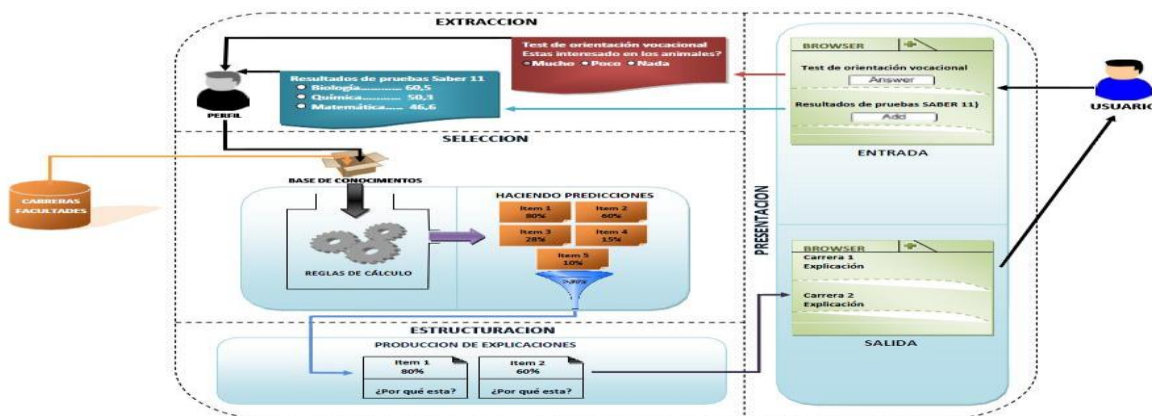 EXTRACCION
Test de orientación vocacional
Estas interesado en los animales?
Mucho Poco Nada
Resultados de pruebas Saber 11
Biología............ 60,5
Química............ 50,3
Matemática...... 46,6
PERFIL
BROWSER
Test de orientación vocacional
Answer
Resultados de pruebas SABER 11)
Add
ENTRADA
USUARIO
SELECCION
BASE DE CONOCIMENTOS
CARRERAS
FACULTADES
REGLAS DE CÁLCULO
HACIENDO PREDICCIONES
Item 1
80%
Item 2
60%
Item 3
28%
Item 4
15%
Item 5
10%
PRESENTACION
BROWSER
Carrera 1
Explicación
Carrera 2
Explicación
SALIDA
ESTRUCTURACION
PRODUCCION DE EXPLICACIONES
Item 1
80%
¿Por qué esta?
Item 2
60%
¿Por qué esta?